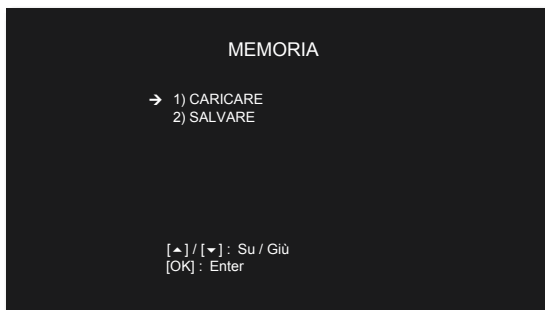 MEMORIA
➔ 1) CARICARE
2) SALVARE
[▲] / [▼] : Su / Giù
[OK] : Enter